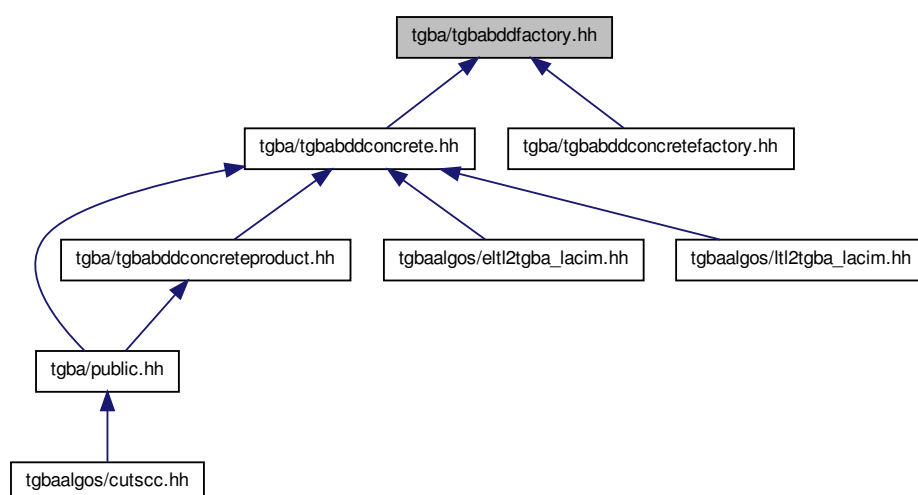 tgba/tgbabddfactory.hh
tgba/tgbabddconcrete.hh
tgba/tgbabddconcretefactory.hh
tgba/tgbabddconcreteproduct.hh
tgbaalgos/eltl2tgba_lacim.hh
tgbaalgos/ltl2tgba_lacim.hh
tgba/public.hh
tgbaalgos/cutscc.hh